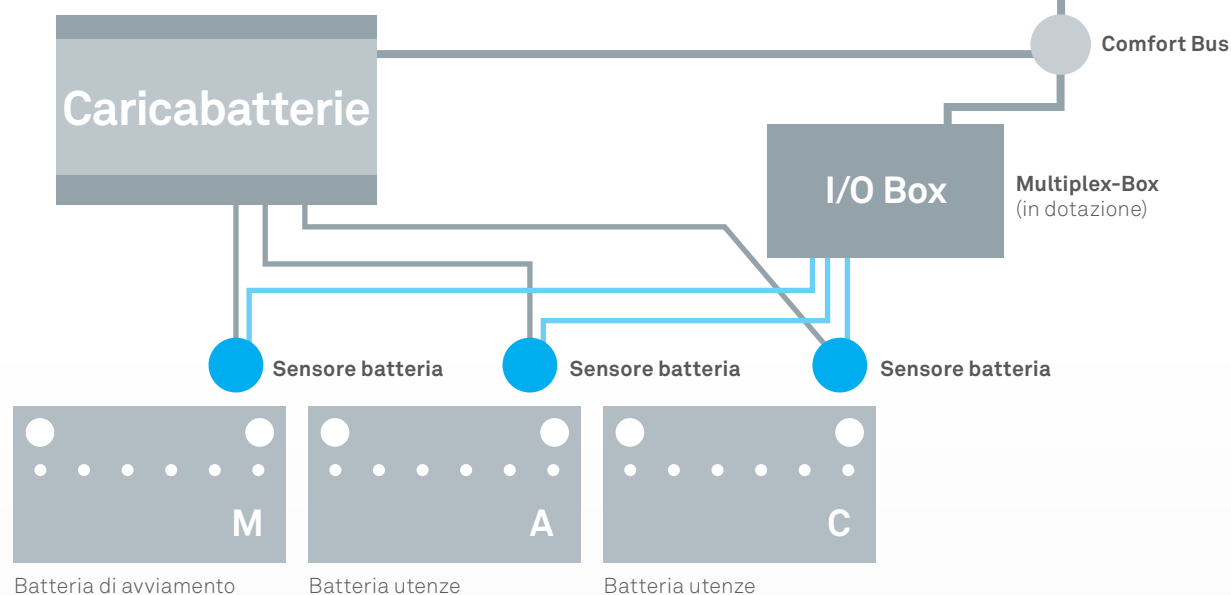 Comfort Bus
Caricabatterie
I/O Box
Multiplex-Box
(in dotazione)
Sensore batteria
Sensore batteria
Sensore batteria
M
A
C
Batteria di avviamento
Batteria utenze
Batteria utenze